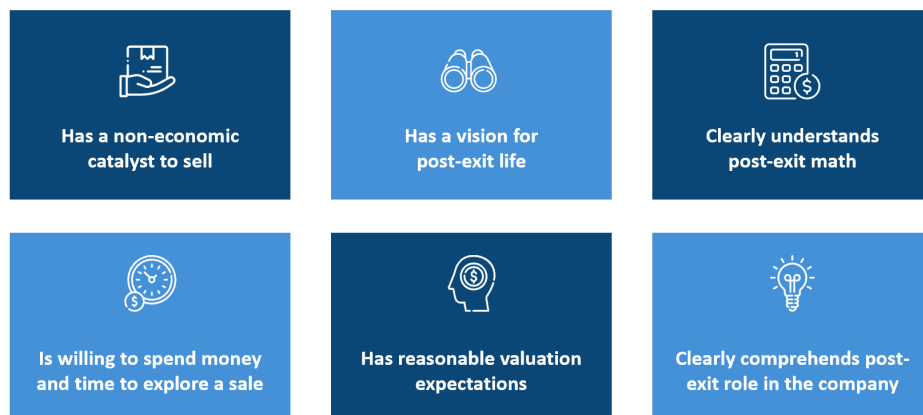 Has a non-economic
catalyst to sell
Has a vision for
post-exit life
Clearly understands
post-exit math
$
Is willing to spend money
and time to explore a sale
$
Has reasonable valuation
expectations
$
Clearly comprehends post-
exit role in the company